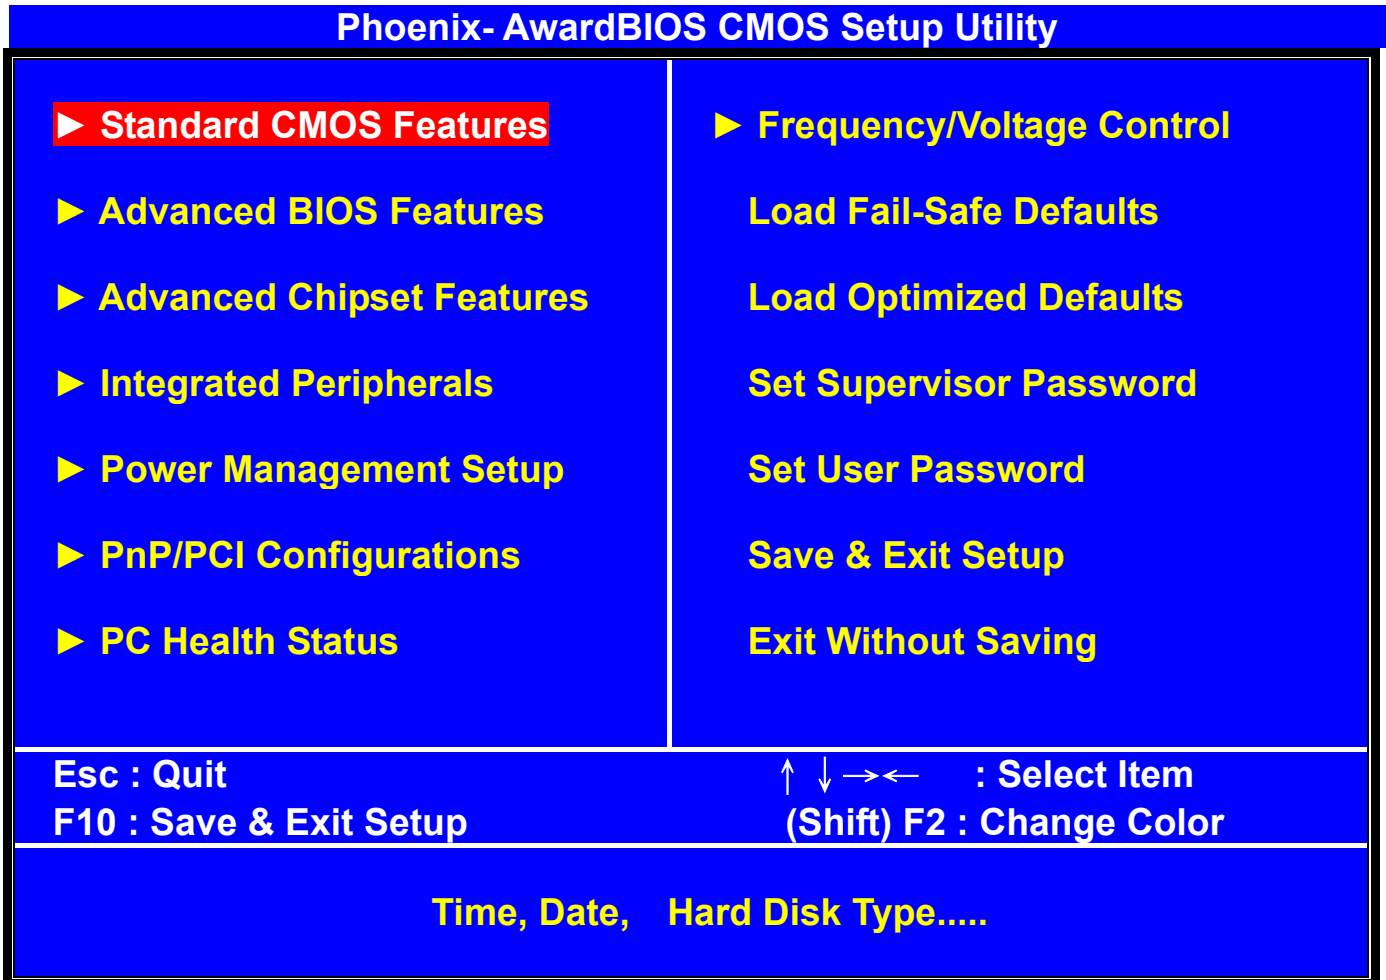 Phoenix- AwardBIOS CMOS Setup Utility
► Standard CMOS Features
► Advanced BIOS Features
► Advanced Chipset Features
► Integrated Peripherals
► Power Management Setup
► PnP/PCI Configurations
► PC Health Status
► Frequency/Voltage Control
Load Fail-Safe Defaults
Load Optimized Defaults
Set Supervisor Password
Set User Password
Save & Exit Setup
Exit Without Saving
Esc : Quit
F10 : Save & Exit Setup
↑ ↓ → ← : Select Item
(Shift) F2 : Change Color
Time, Date, Hard Disk Type.....